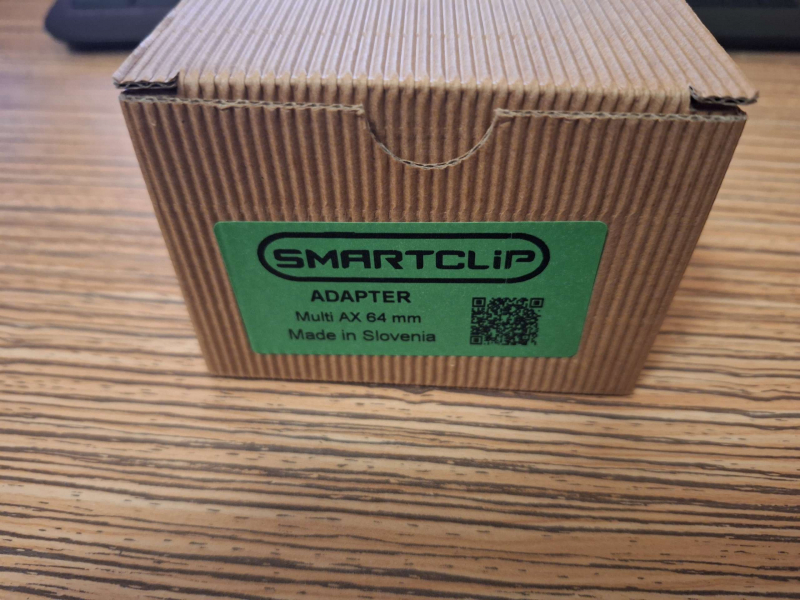 SMARTCLiP
ADAPTER
Multi AX 64 mm
Made in Slovenia